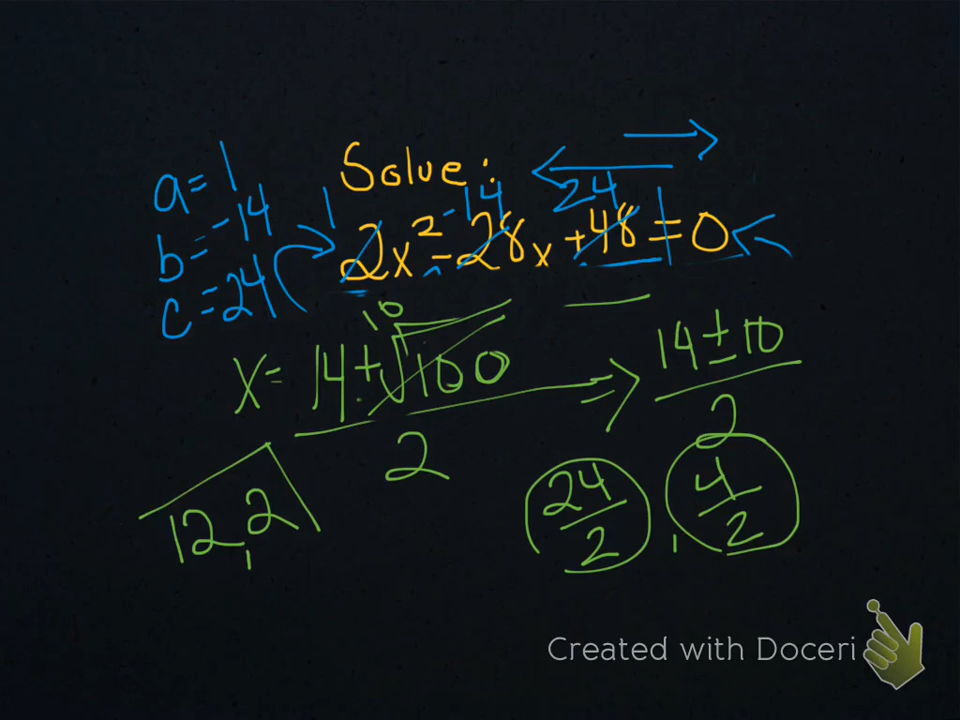 a = 1
b = -14
c = 24
Solve:
1 -14 24
2x² - 28x + 48 = 0
10
x = 14 ± √100 / 2 ⇒ 14 ± 10 / 2
24/2 , 4/2
12, 2
Created with Doceri